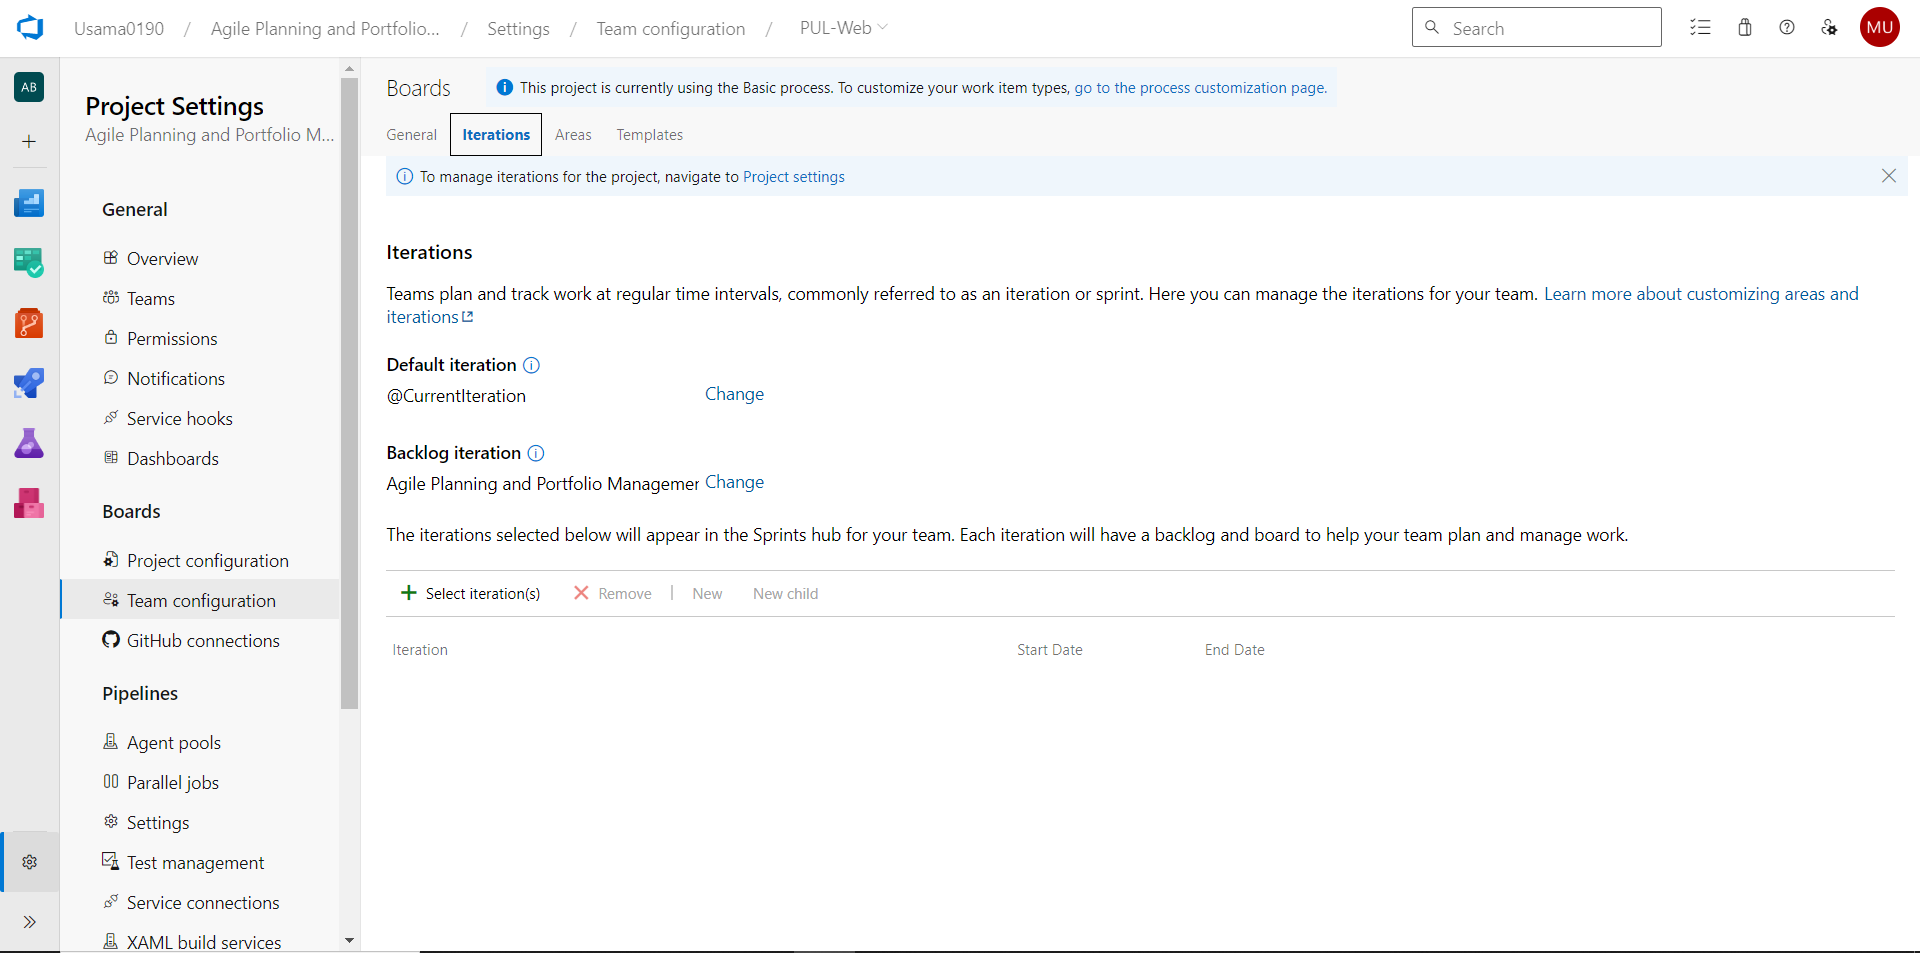 Usama0190 / Agile Planning and Portfolio... / Settings / Team configuration / PUL-Web
Search
MU
AB
Project Settings
Agile Planning and Portfolio M...
General
Overview
Teams
Permissions
Notifications
Service hooks
Dashboards
Boards
Project configuration
Team configuration
GitHub connections
Pipelines
Agent pools
Parallel jobs
Settings
Test management
Service connections
XAML build services
Boards
This project is currently using the Basic process. To customize your work item types, go to the process customization page.
General Iterations Areas Templates
To manage iterations for the project, navigate to Project settings
Iterations
Teams plan and track work at regular time intervals, commonly referred to as an iteration or sprint. Here you can manage the iterations for your team. Learn more about customizing areas and
iterations
Default iteration
@CurrentIteration Change
Backlog iteration
Agile Planning and Portfolio Managemer Change
The iterations selected below will appear in the Sprints hub for your team. Each iteration will have a backlog and board to help your team plan and manage work.
Select iteration(s) Remove | New New child
Iteration Start Date End Date